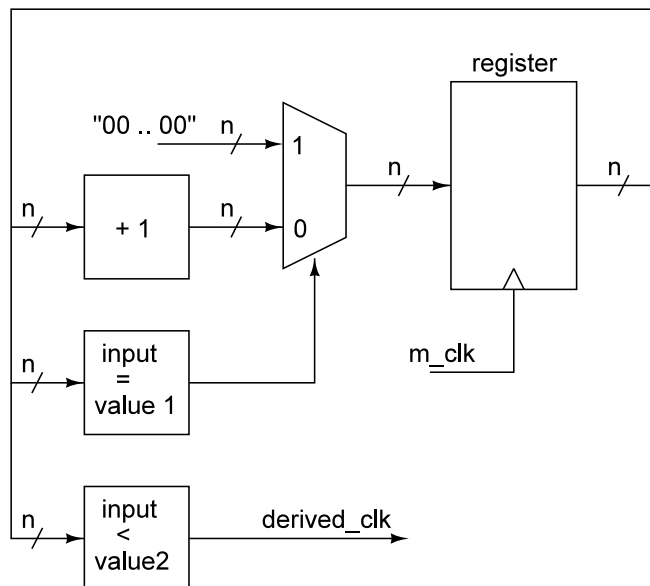 register
"00 .. 00"
n
1
n
n
n
+ 1
n
0
m_clk
n
input
=
value 1
n
input
<
value2
derived_clk